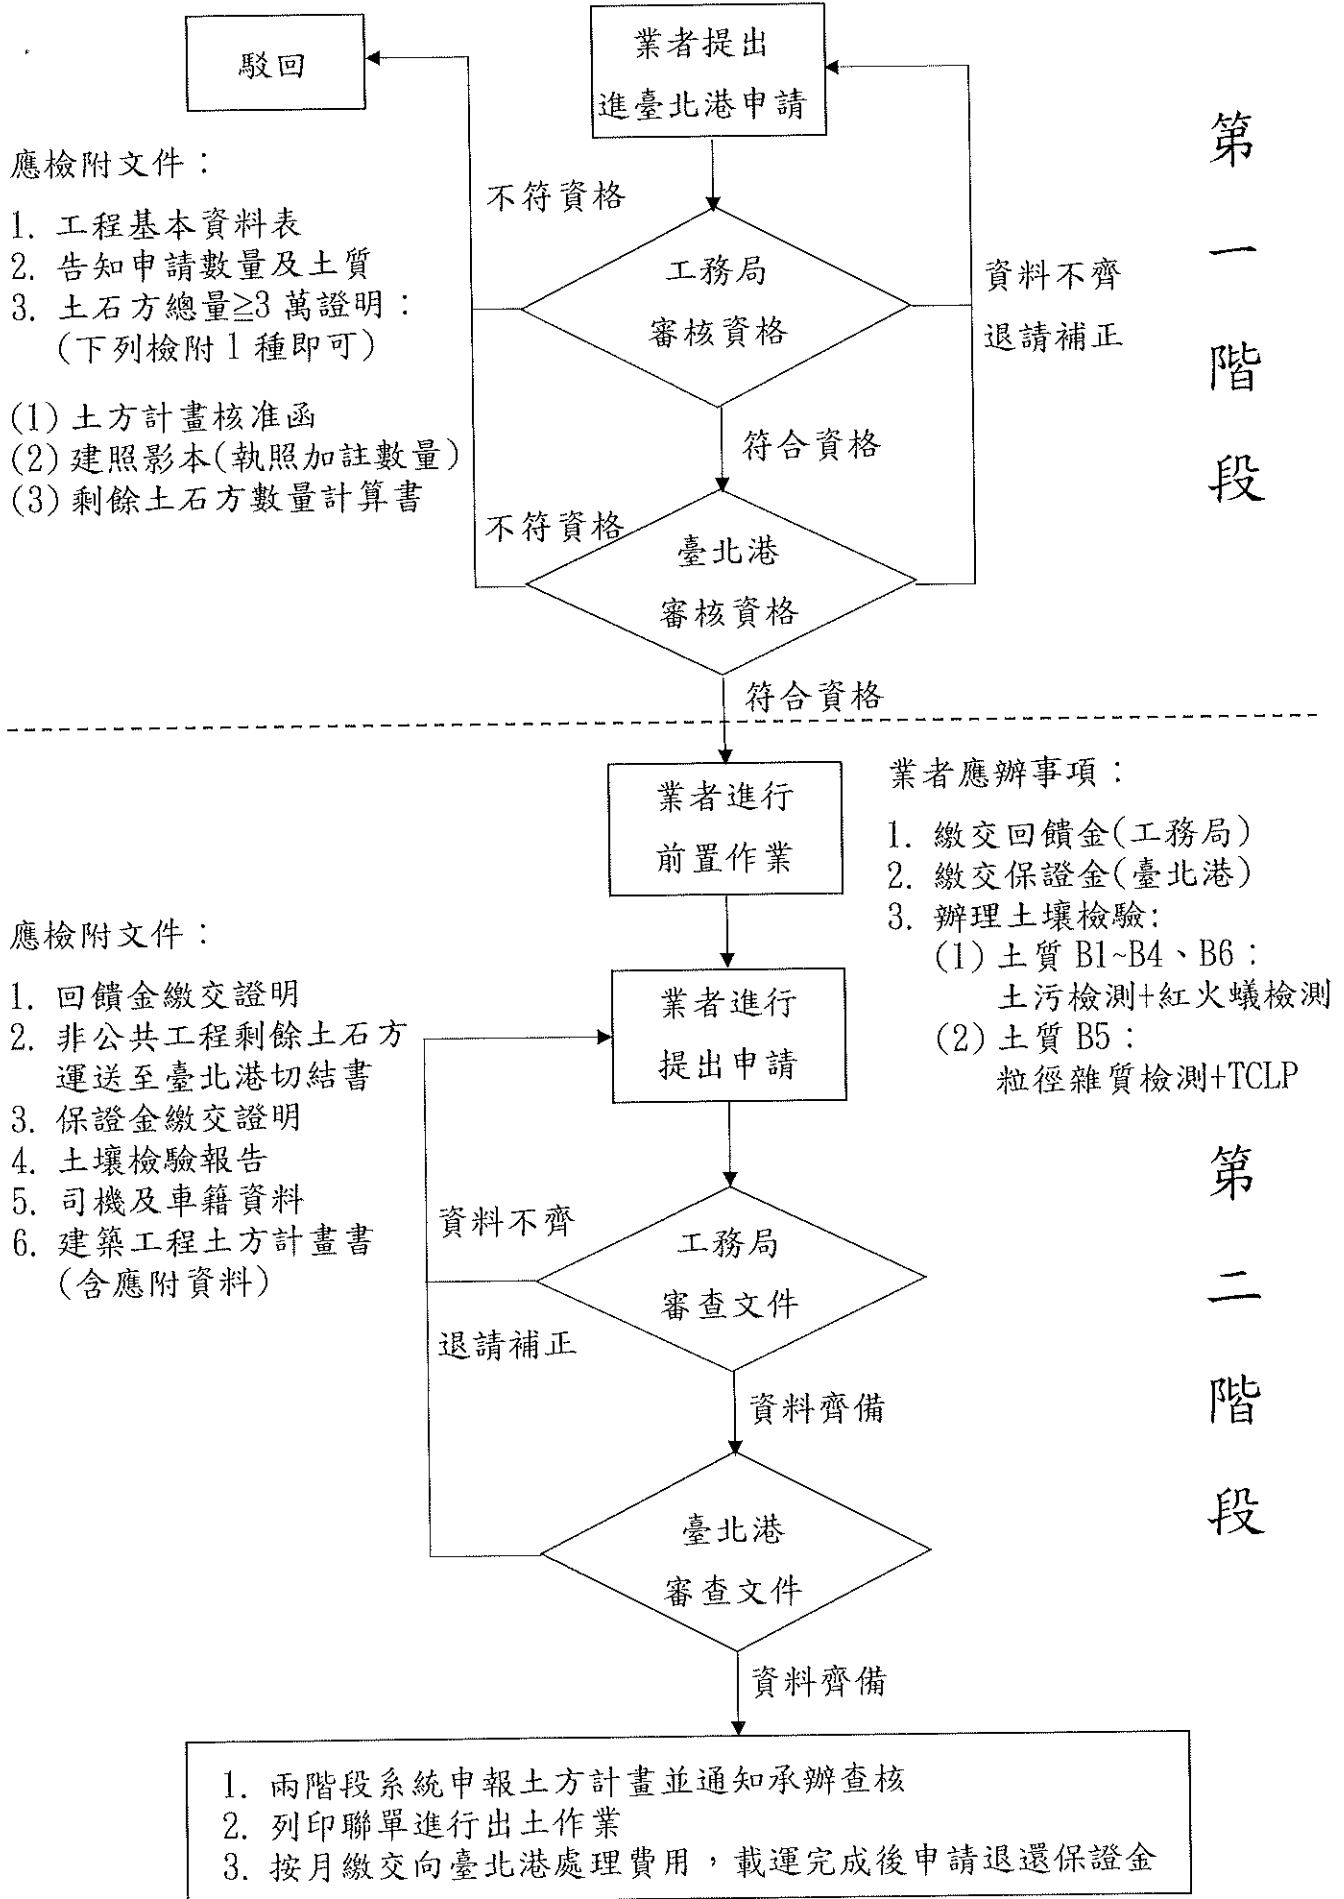 駁回
業者提出
進臺北港申請
第一階段
應檢附文件：
1. 工程基本資料表
2. 告知申請數量及土質
3. 土石方總量≧3 萬證明：
(下列檢附 1 種即可)
(1) 土方計畫核准函
(2) 建照影本(執照加註數量)
(3) 剩餘土石方數量計算書
不符資格
工務局
審核資格
資料不齊
退請補正
符合資格
不符資格
臺北港
審核資格
符合資格
業者進行
前置作業
業者應辦事項：
1. 繳交回饋金(工務局)
2. 繳交保證金(臺北港)
3. 辦理土壤檢驗:
(1) 土質 B1~B4、B6：
土污檢測+紅火蟻檢測
(2) 土質 B5：
粒徑雜質檢測+TCLP
應檢附文件：
1. 回饋金繳交證明
2. 非公共工程剩餘土石方
運送至臺北港切結書
3. 保證金繳交證明
4. 土壤檢驗報告
5. 司機及車籍資料
6. 建築工程土方計畫書
(含應附資料)
業者進行
提出申請
第二階段
資料不齊
退請補正
工務局
審查文件
資料齊備
臺北港
審查文件
資料齊備
1. 兩階段系統申報土方計畫並通知承辦查核
2. 列印聯單進行出土作業
3. 按月繳交向臺北港處理費用，載運完成後申請退還保證金